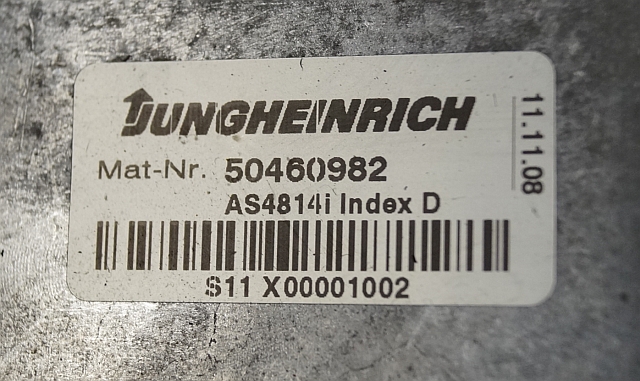 JUNGHEINRICH
Mat-Nr. 50460982
AS4814i Index D
S11 X00001002
11.11.08